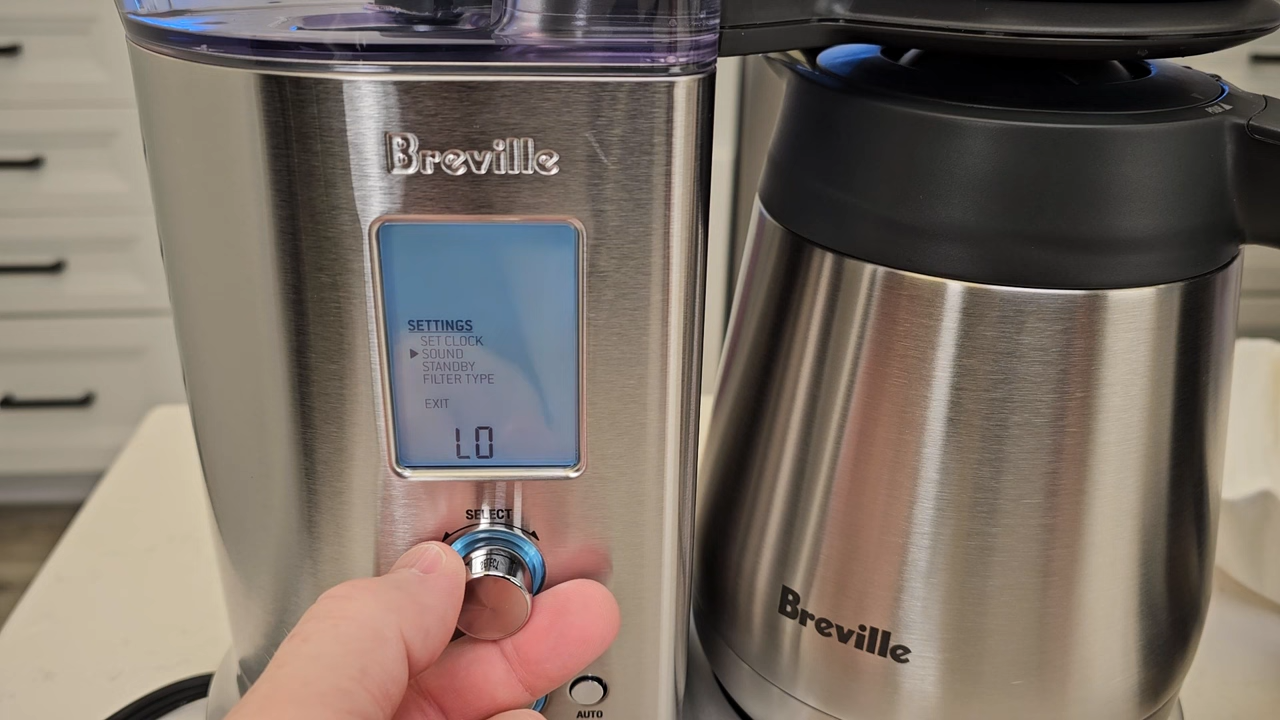 Breville
SETTINGS
SET CLOCK
SOUND
STANDBY
FILTER TYPE
EXIT
LO
SELECT
AUTO
Breville